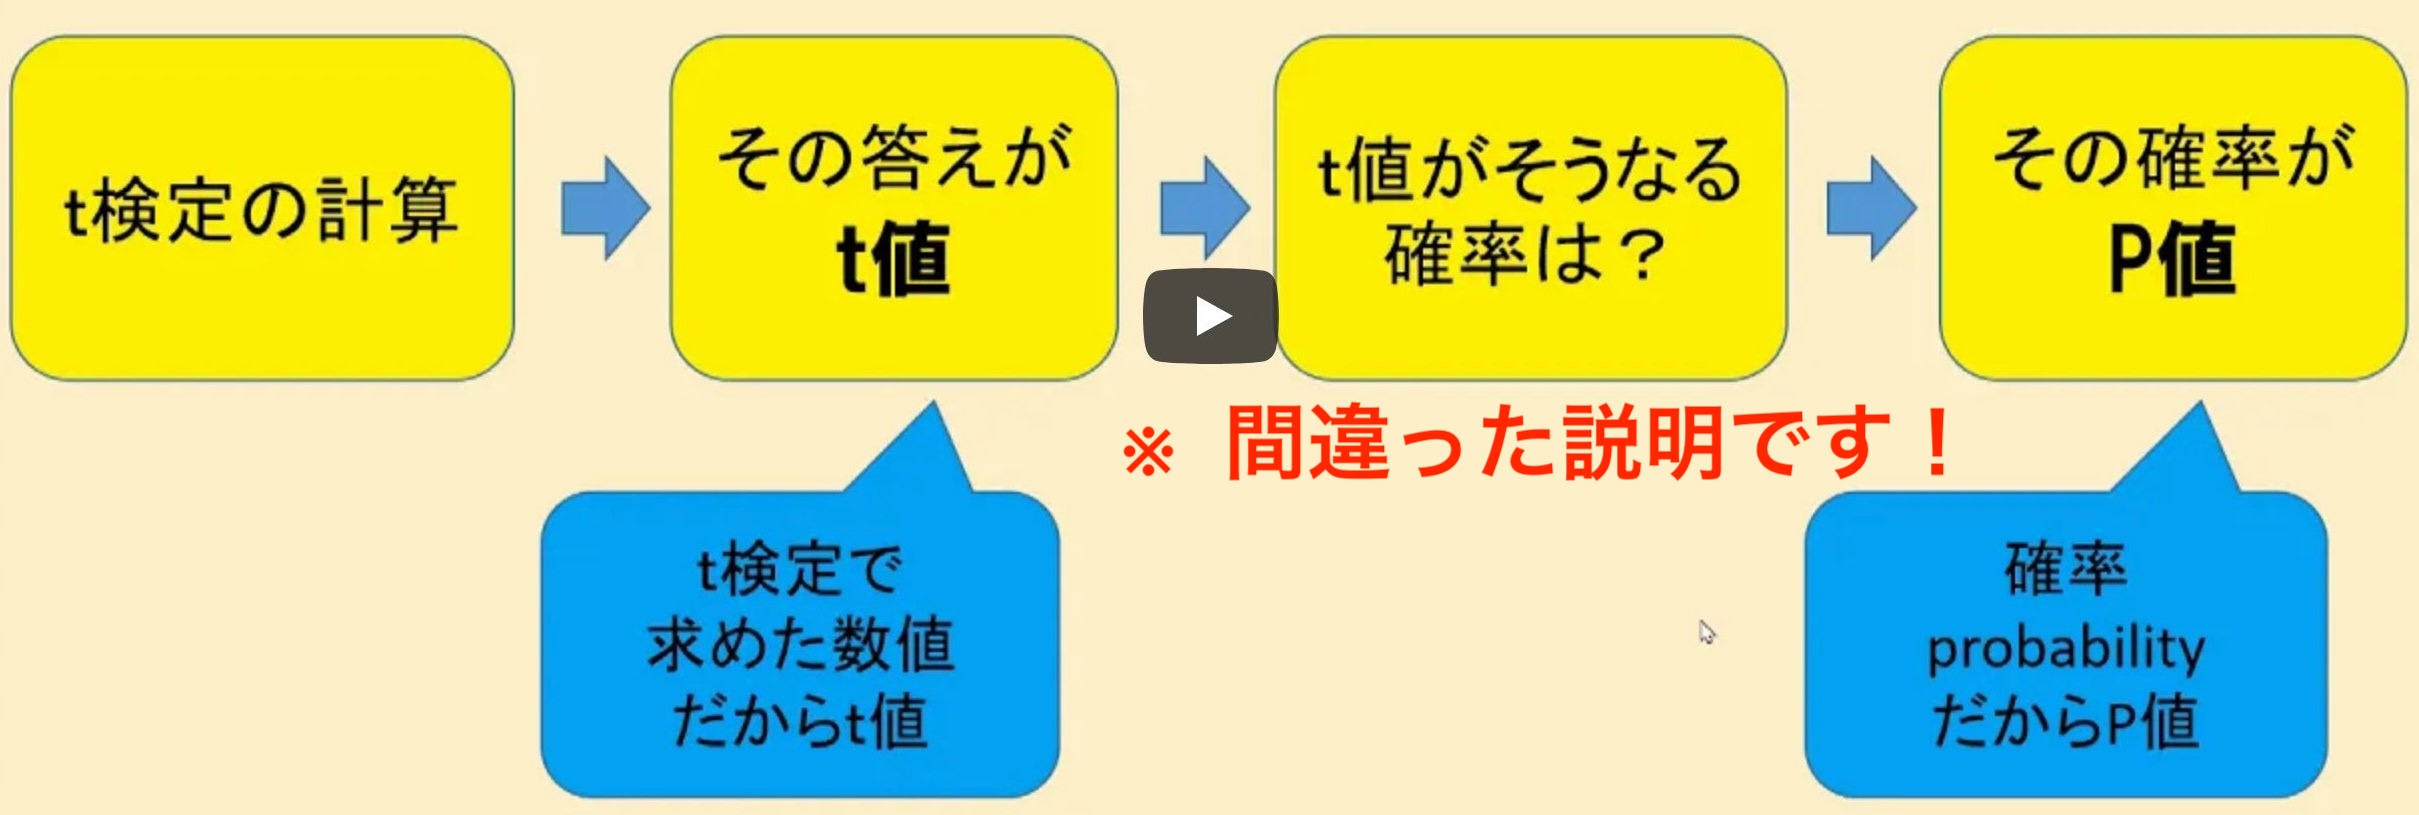 t検定の計算
その答えが
t値
t値がそうなる
確率は？
その確率が
P値
※ 間違った説明です！
t検定で
求めた数値
だからt値
確率
probability
だからP値